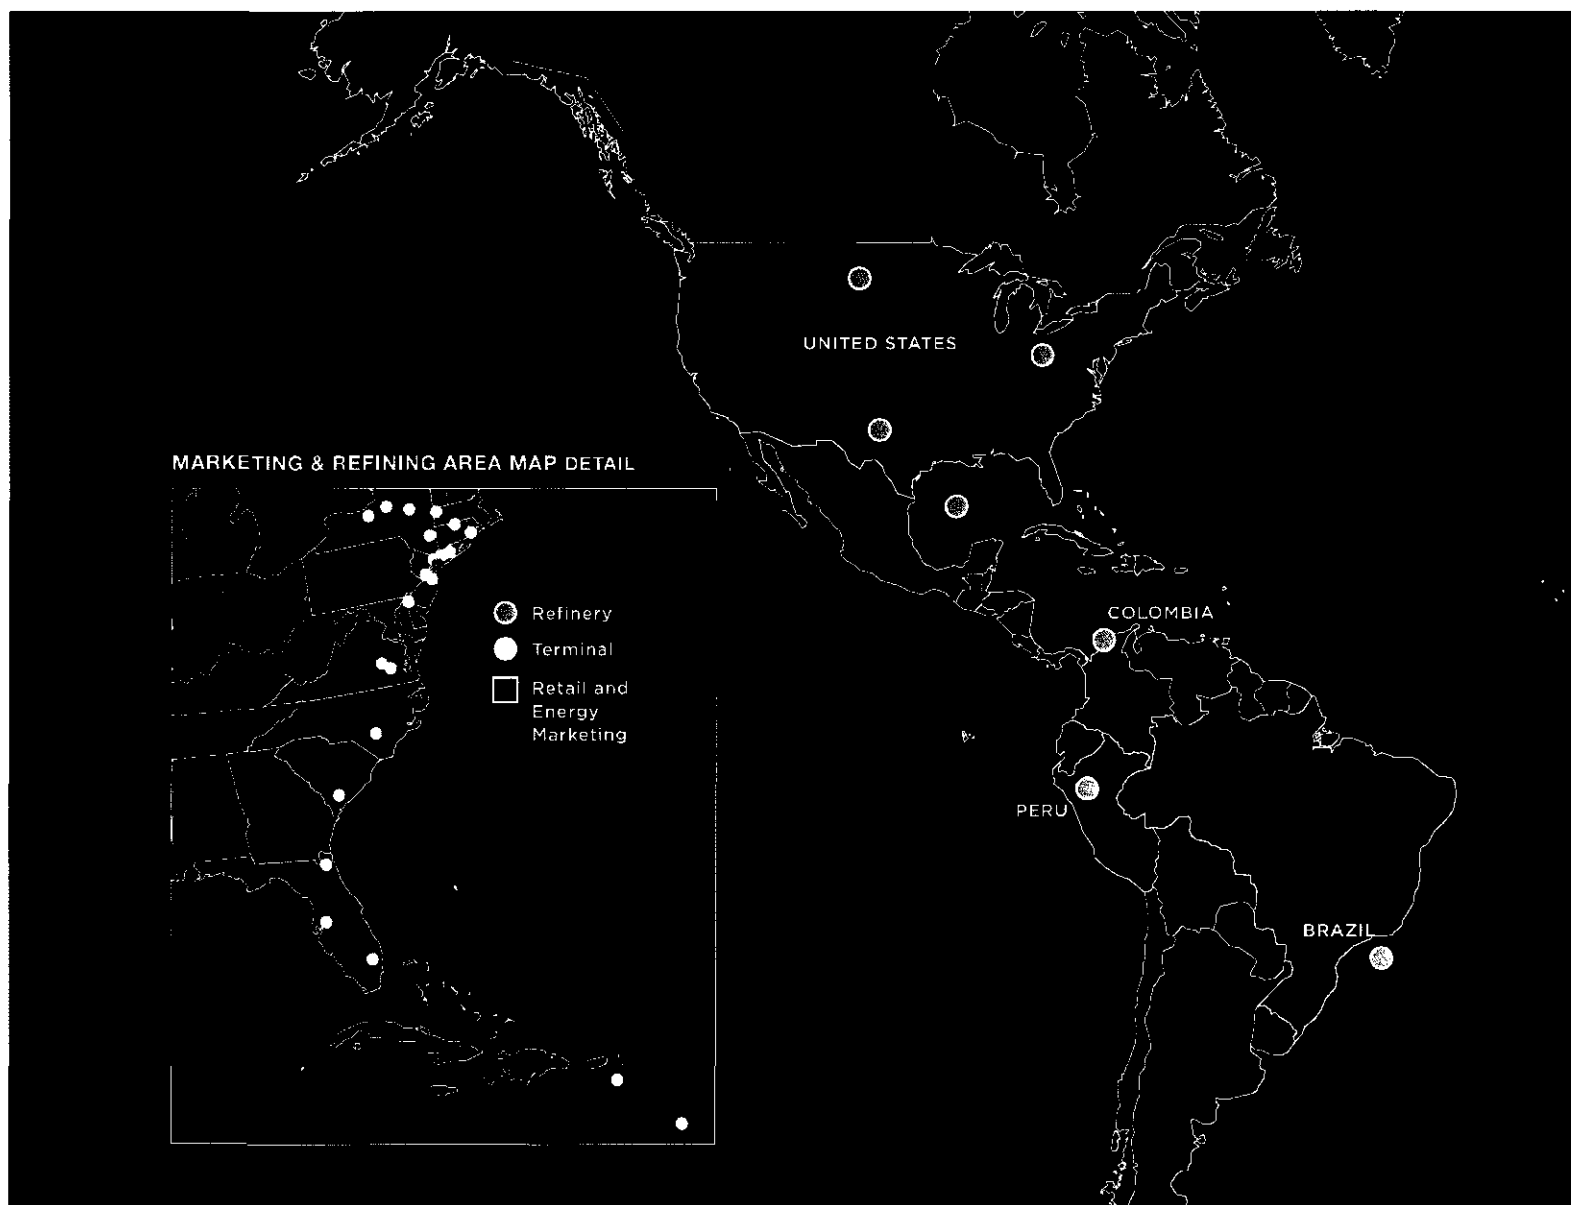 UNITED STATES
MARKETING & REFINING AREA MAP DETAIL
Refinery
Terminal
Retail and
Energy
Marketing
COLOMBIA
PERU
BRAZIL